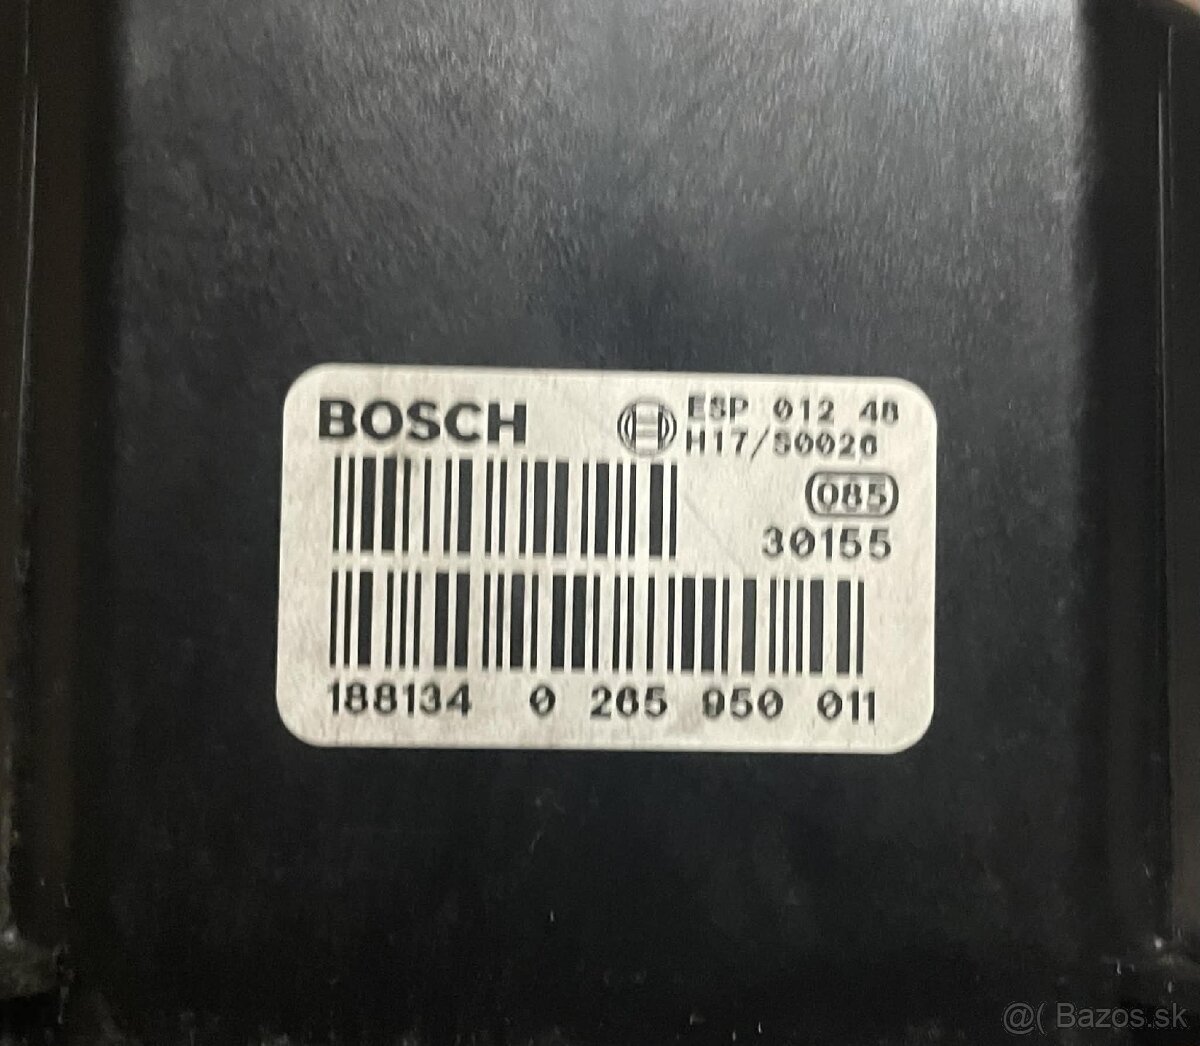 BOSCH
ESP 012 48
H17/S0026
085
30155
188134 0 265 950 011
@( Bazos.sk